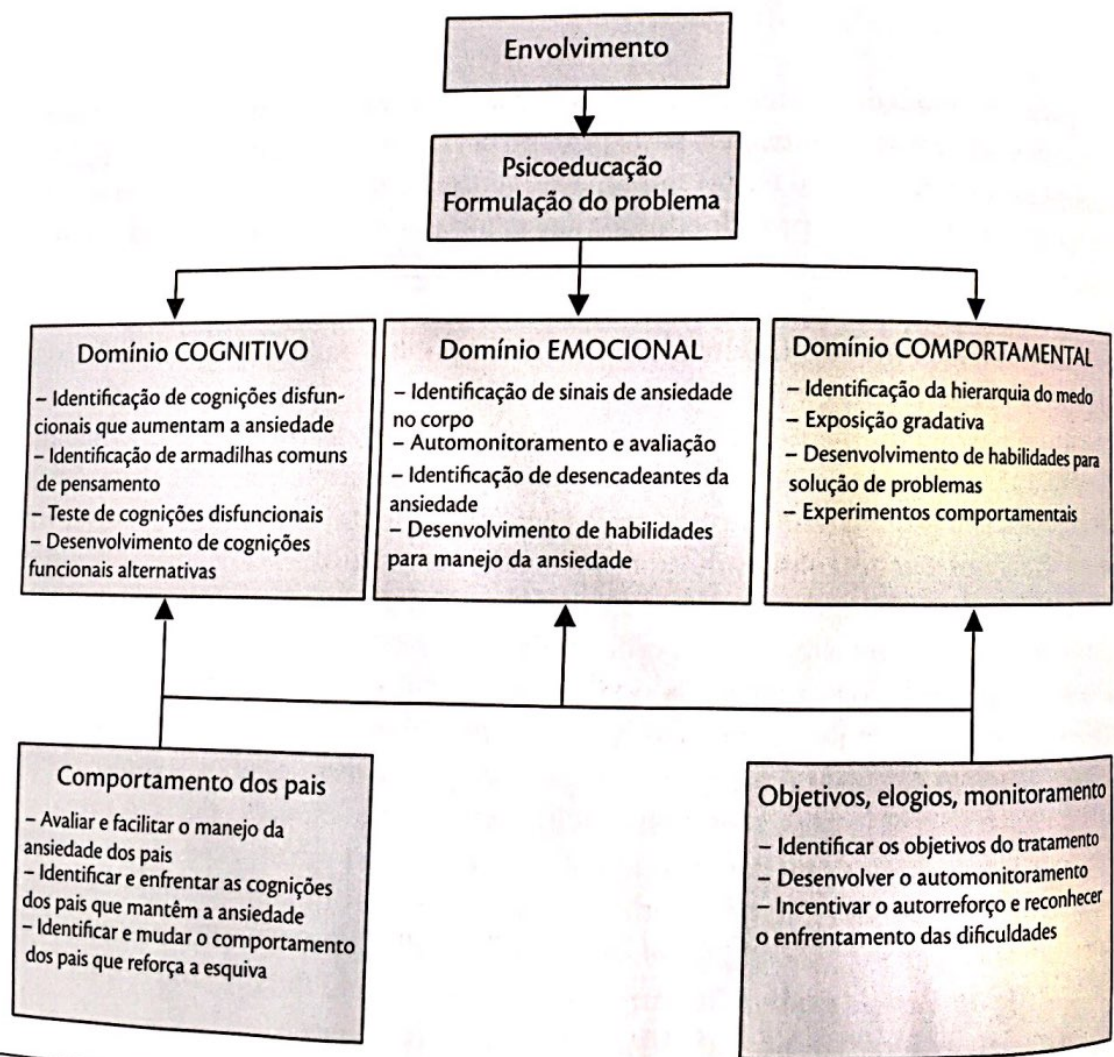 Envolvimento
Psicoeducação
Formulação do problema
Domínio COGNITIVO
– Identificação de cognições disfun-
cionais que aumentam a ansiedade
– Identificação de armadilhas comuns
de pensamento
– Teste de cognições disfuncionais
– Desenvolvimento de cognições
funcionais alternativas
Domínio EMOCIONAL
– Identificação de sinais de ansiedade
no corpo
– Automonitoramento e avaliação
– Identificação de desencadeantes da
ansiedade
– Desenvolvimento de habilidades
para manejo da ansiedade
Domínio COMPORTAMENTAL
– Identificação da hierarquia do medo
– Exposição gradativa
– Desenvolvimento de habilidades para
solução de problemas
– Experimentos comportamentais
Comportamento dos pais
– Avaliar e facilitar o manejo da
ansiedade dos pais
– Identificar e enfrentar as cognições
dos pais que mantêm a ansiedade
– Identificar e mudar o comportamento
dos pais que reforça a esquiva
Objetivos, elogios, monitoramento
– Identificar os objetivos do tratamento
– Desenvolver o automonitoramento
– Incentivar o autorreforço e reconhecer
o enfrentamento das dificuldades